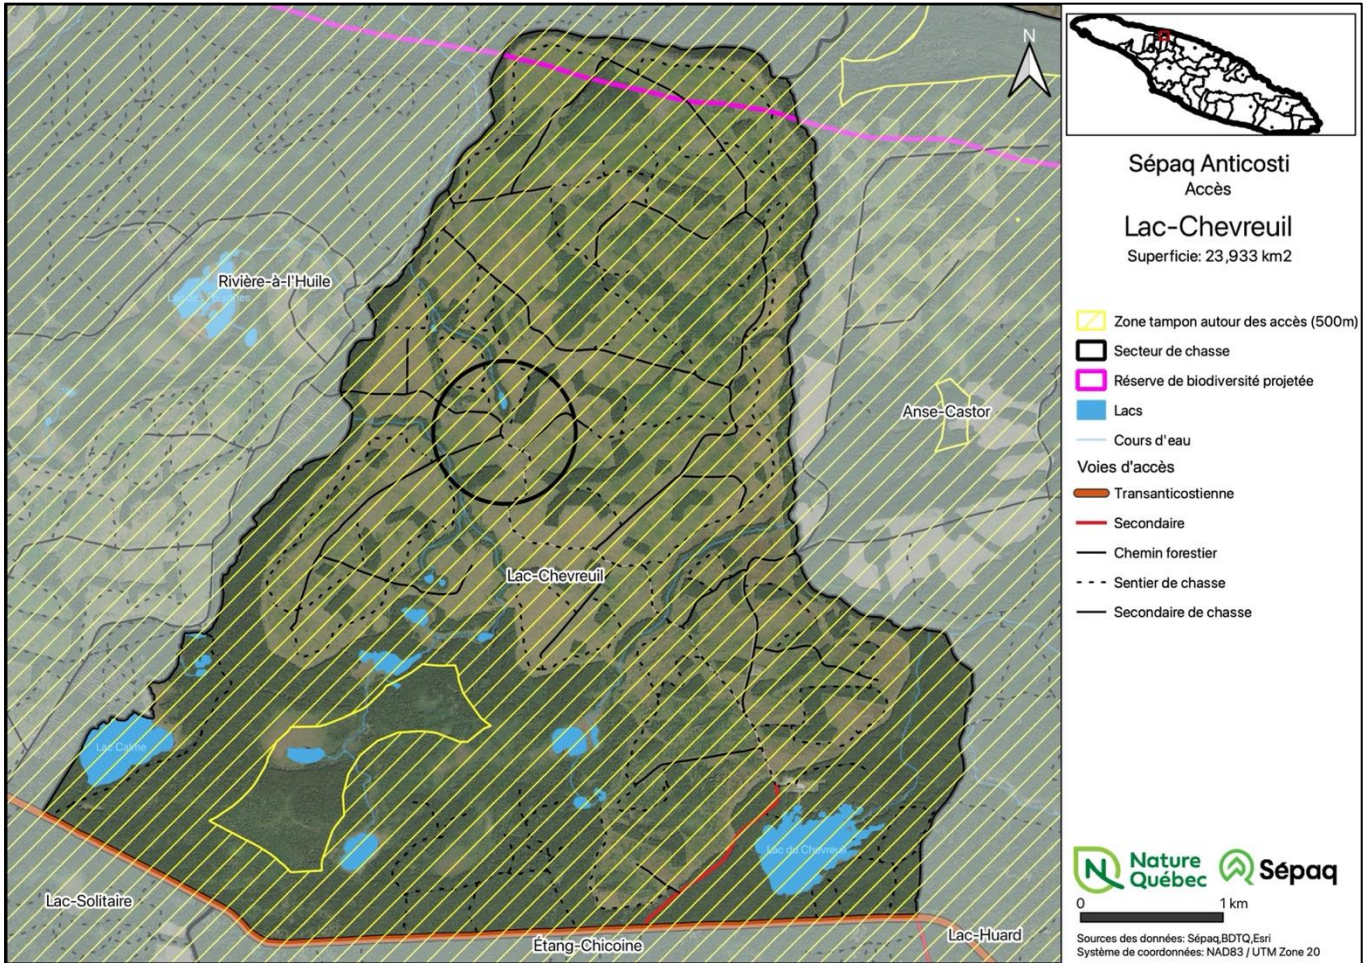 N
Rivière-à-l'Huile
Anse-Castor
Lac-Chevreuil
Lac Calme
Lac du Chevreuil
Lac-Solitaire
Étang-Chicoine
Lac-Huard
Sépaq Anticosti
Accès
Lac-Chevreuil
Superficie: 23,933 km2
Zone tampon autour des accès (500m)
Secteur de chasse
Réserve de biodiversité projetée
Lacs
Cours d'eau
Voies d'accès
Transanticostienne
Secondaire
Chemin forestier
Sentier de chasse
Secondaire de chasse
Nature
Québec
Sépaq
0 1 km
Sources des données: Sépaq,BDTQ,Esri
Système de coordonnées: NAD83 / UTM Zone 20